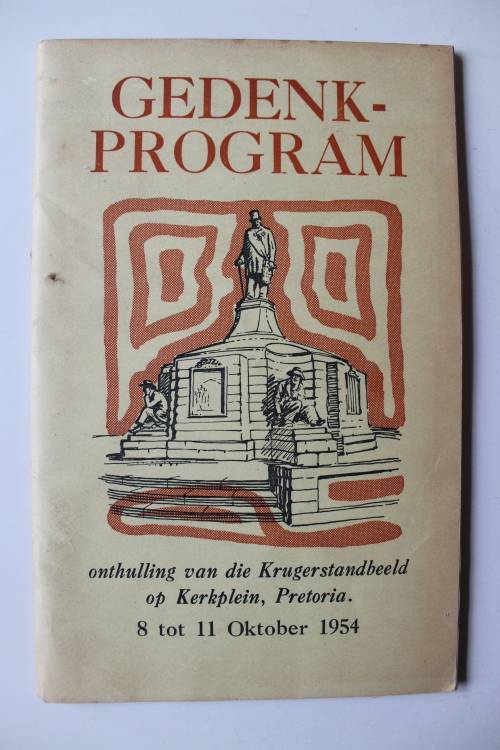 GEDENK-
PROGRAM
onthulling van die Krugerstandbeeld
op Kerkplein, Pretoria.
8 tot 11 Oktober 1954